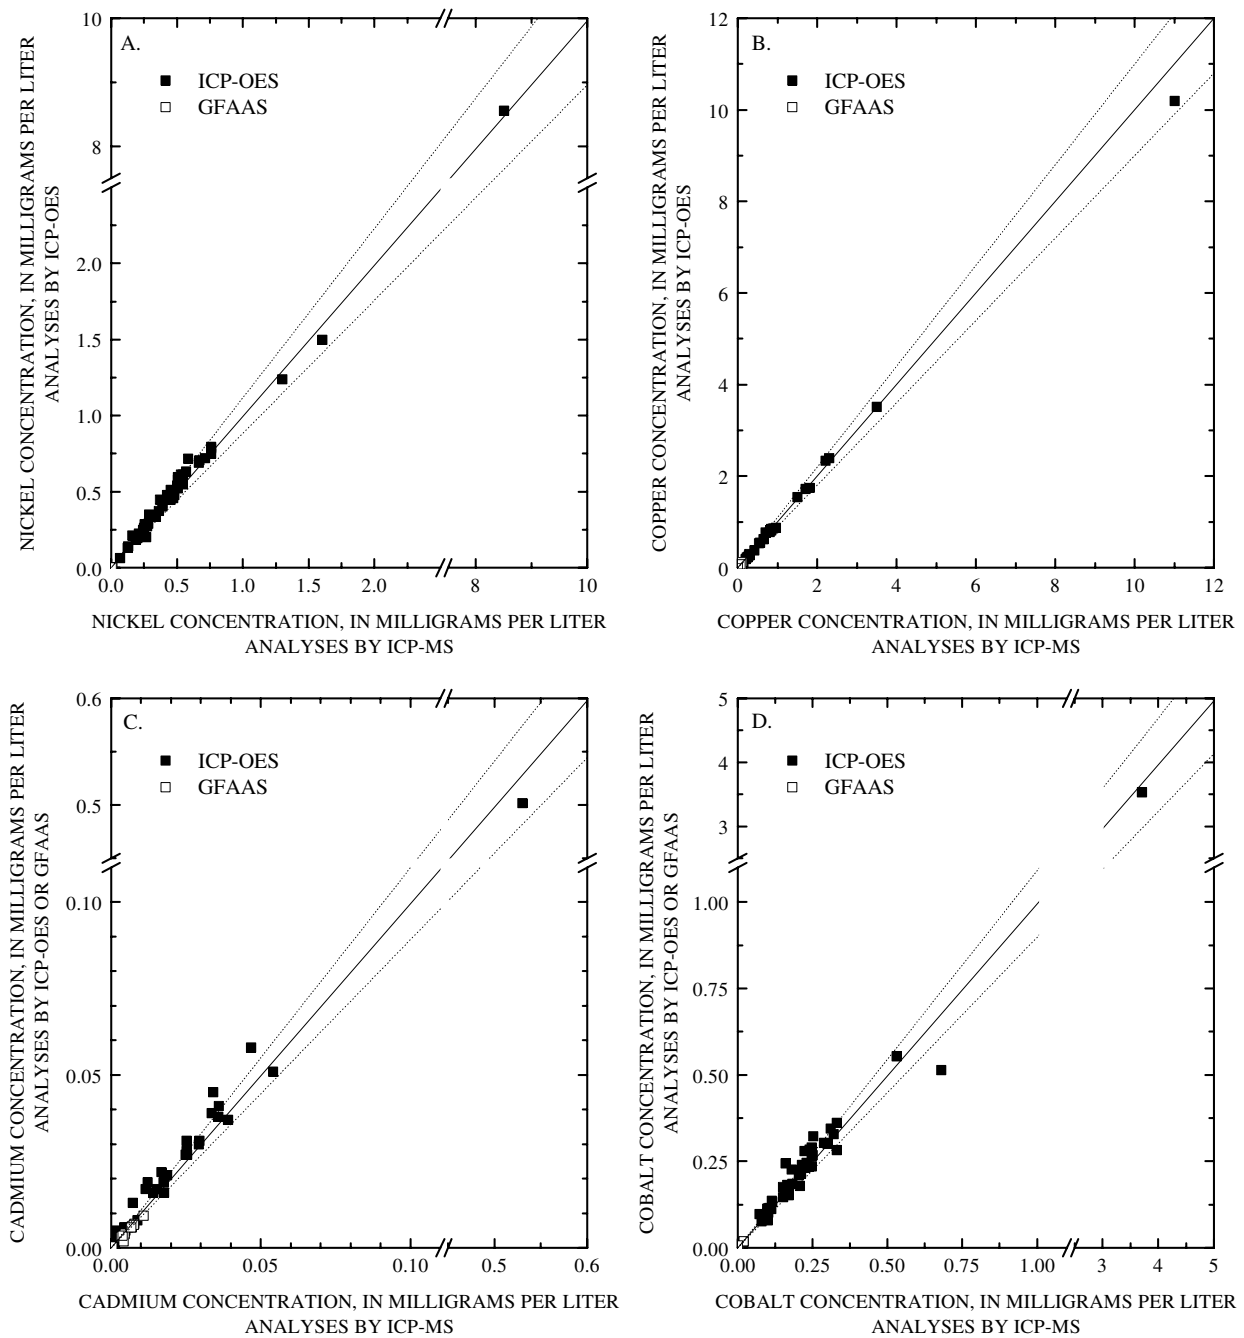 A.
ICP-OES
GFAAS
10
8
2.0
1.5
1.0
0.5
0.0
NICKEL CONCENTRATION, IN MILLIGRAMS PER LITER
ANALYSES BY ICP-OES
0.0 0.5 1.0 1.5 2.0 8 10
NICKEL CONCENTRATION, IN MILLIGRAMS PER LITER
ANALYSES BY ICP-MS
B.
ICP-OES
GFAAS
12
10
8
6
4
2
0
COPPER CONCENTRATION, IN MILLIGRAMS PER LITER
ANALYSES BY ICP-OES
0 2 4 6 8 10 12
COPPER CONCENTRATION, IN MILLIGRAMS PER LITER
ANALYSES BY ICP-MS
C.
ICP-OES
GFAAS
0.6
0.5
0.10
0.05
0.00
CADMIUM CONCENTRATION, IN MILLIGRAMS PER LITER
ANALYSES BY ICP-OES OR GFAAS
0.00 0.05 0.10 0.5 0.6
CADMIUM CONCENTRATION, IN MILLIGRAMS PER LITER
ANALYSES BY ICP-MS
D.
ICP-OES
GFAAS
5
4
3
1.00
0.75
0.50
0.25
0.00
COBALT CONCENTRATION, IN MILLIGRAMS PER LITER
ANALYSES BY ICP-OES OR GFAAS
0.00 0.25 0.50 0.75 1.00 3 4 5
COBALT CONCENTRATION, IN MILLIGRAMS PER LITER
ANALYSES BY ICP-MS